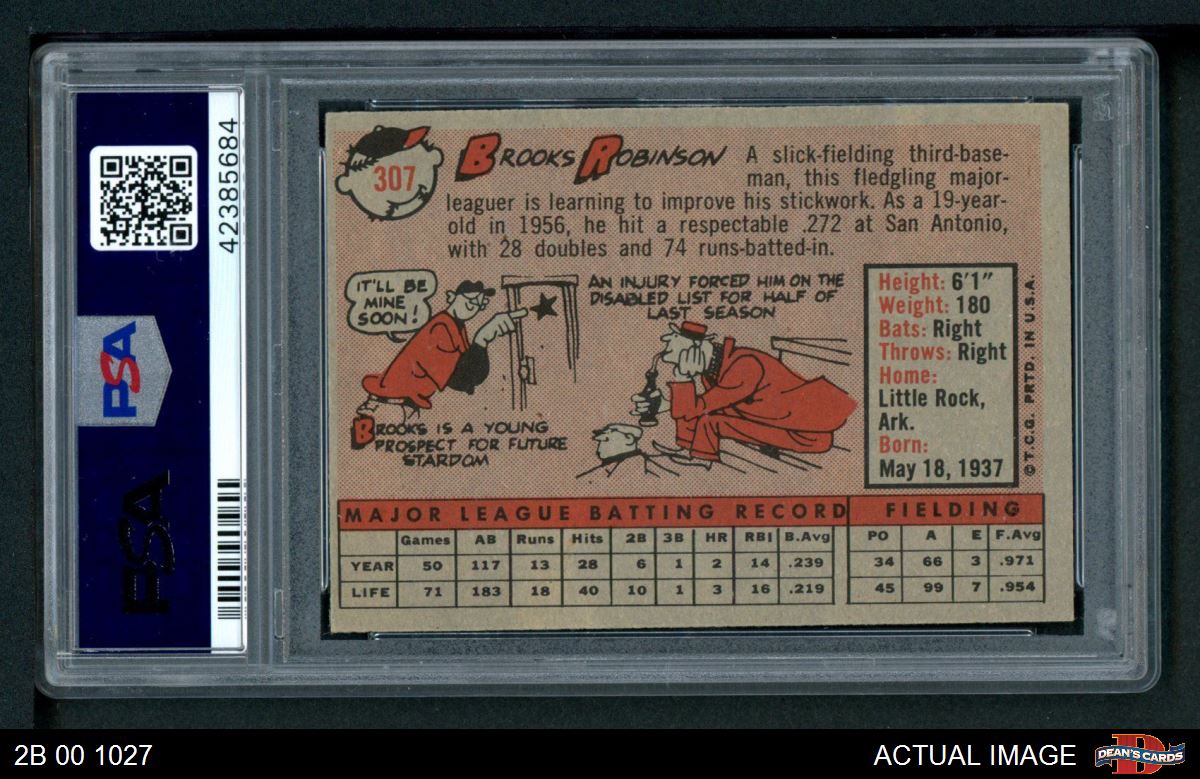 42385684
PSA
PSA
307
BROOKS ROBINSON
A slick-fielding third-base-
man, this fledgling major-
leaguer is learning to improve his stickwork. As a 19-year-
old in 1956, he hit a respectable .272 at San Antonio,
with 28 doubles and 74 runs-batted-in.
IT'LL BE
MINE
SOON!
BROOKS IS A YOUNG
PROSPECT FOR FUTURE
STARDOM
AN INJURY FORCED HIM ON THE
DISABLED LIST FOR HALF OF
LAST SEASON
Height: 6'1"
Weight: 180
Bats: Right
Throws: Right
Home:
Little Rock,
Ark.
Born:
May 18, 1937
© T.C.G. PRTD. IN U.S.A.
MAJOR LEAGUE BATTING RECORD FIELDING
Games AB Runs Hits 2B 3B HR RBI B.Avg PO A E F.Avg
YEAR 50 117 13 28 6 1 2 14 .239 34 66 3 .971
LIFE 71 183 18 40 10 1 3 16 .219 45 99 7 .954
2B 00 1027
ACTUAL IMAGE
DEAN'S CARDS